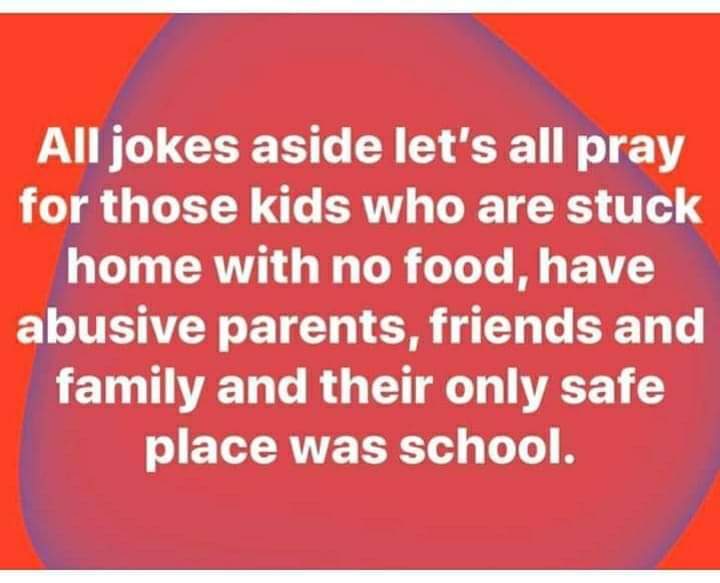 All jokes aside let's all pray
for those kids who are stuck
home with no food, have
abusive parents, friends and
family and their only safe
place was school.